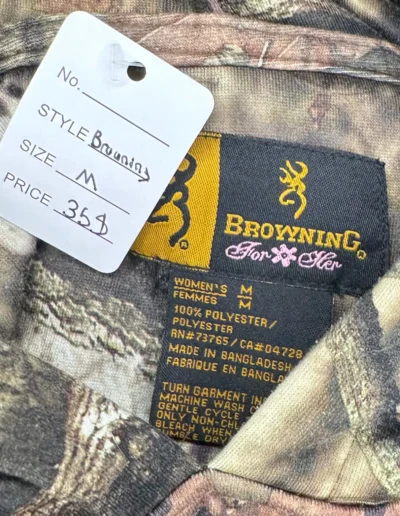 No.
STYLE Browning
SIZE M
PRICE 35$
BROWNING®
For Her
WOMEN'S M
FEMMES M
100% POLYESTER/
POLYESTER
RN#73765/CA#04728
MADE IN BANGLADESH
FABRIQUE EN BANGLA
TURN GARMENT IN
MACHINE WASH C
GENTLE CYCLE
ONLY NON-CHL
BLEACH WHEN
TUMBLE DRY